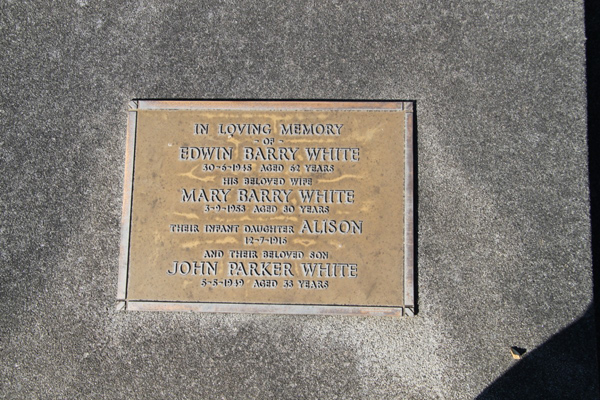 IN LOVING MEMORY
- OF -
EDWIN BARRY WHITE
30-6-1938 AGED 62 YEARS
HIS BELOVED WIFE
MARY BARRY WHITE
3-9-1953 AGED 80 YEARS
THEIR INFANT DAUGHTER ALISON
12-7-1916
AND THEIR BELOVED SON
JOHN PARKER WHITE
5-5-1949 AGED 33 YEARS